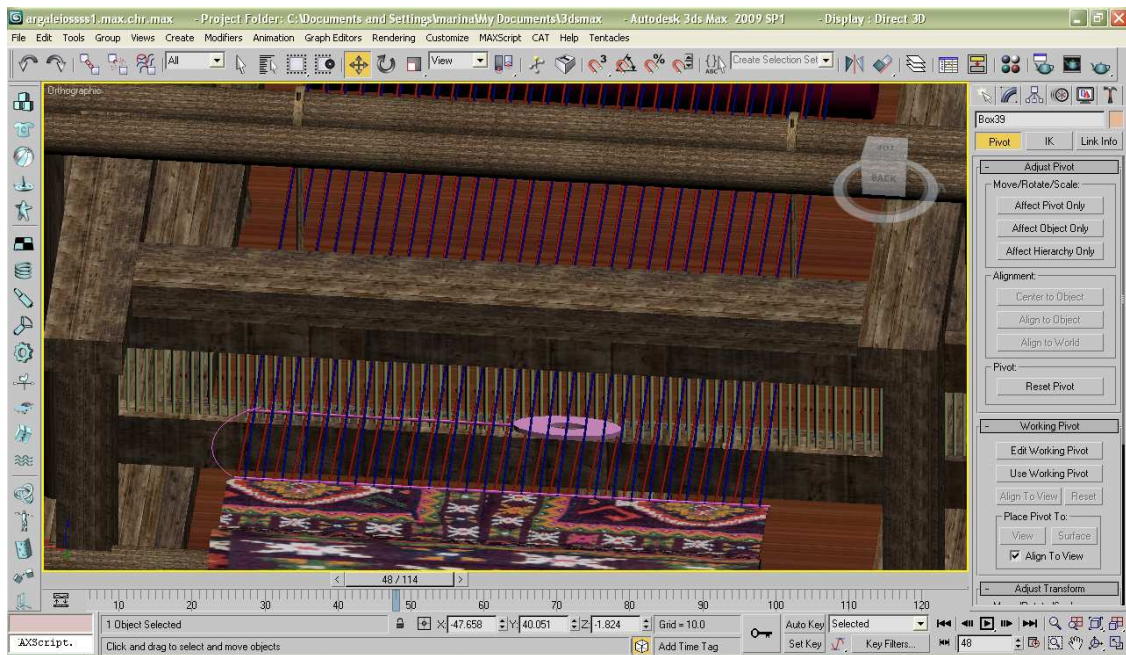 argaleiossss1.max.chr.max - Project Folder: C:\Documents and Settings\marina\My Documents\3dsmax - Autodesk 3ds Max 2009 SP1 - Display : Direct 3D
File Edit Tools Group Views Create Modifiers Animation Graph Editors Rendering Customize MAXScript CAT Help Tentacles
All View Create Selection Set
Orthographic
BACK
Box39
Pivot IK Link Info
- Adjust Pivot
Move/Rotate/Scale:
Affect Pivot Only
Affect Object Only
Affect Hierarchy Only
Alignment:
Center to Object
Align to Object
Align to World
Pivot:
Reset Pivot
- Working Pivot
Edit Working Pivot
Use Working Pivot
Align To View Reset
Place Pivot To:
View Surface
Align To View
- Adjust Transform
< 48 / 114 >
10 20 30 40 50 60 70 80 90 100 110 120
1 Object Selected X: -47.658 Y: 40.051 Z: -1.824 Grid = 10.0 Auto Key Selected
'AXScript. Click and drag to select and move objects Add Time Tag Set Key Key Filters... 48